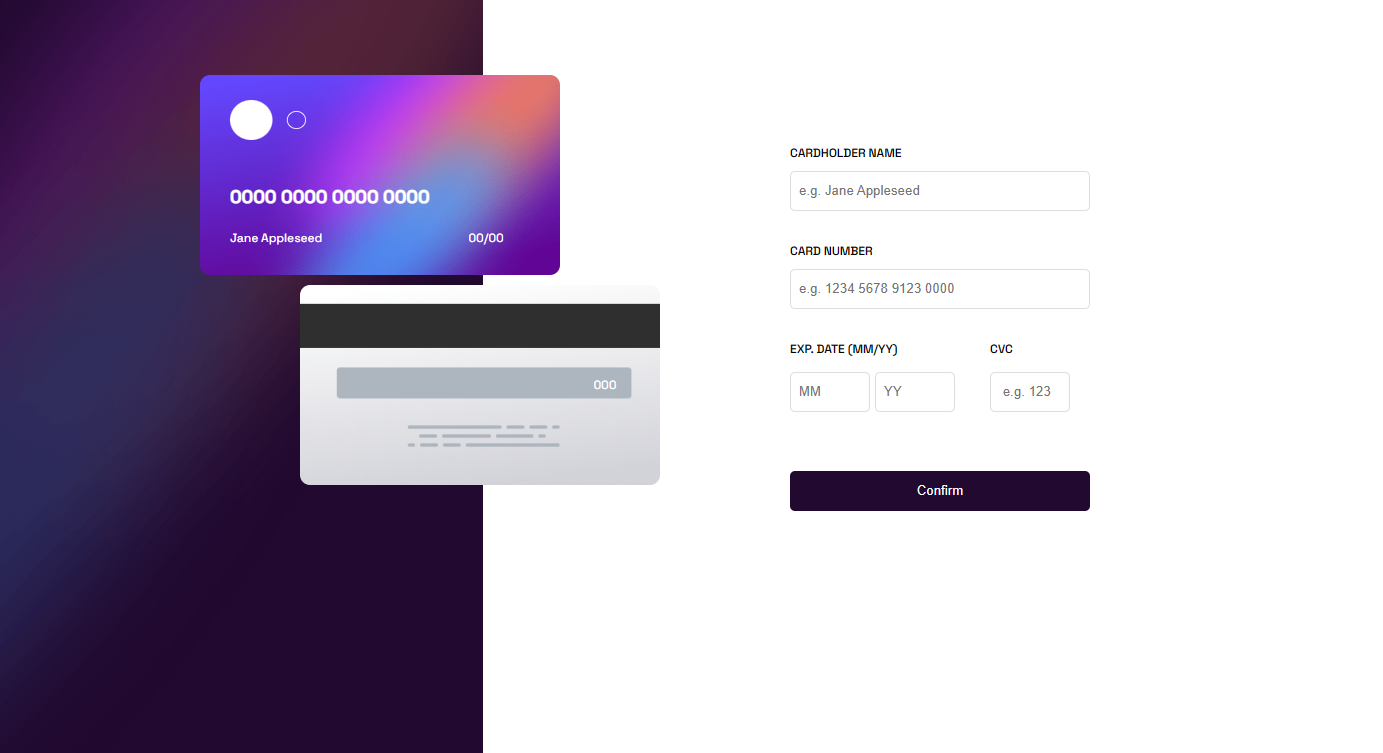 0000 0000 0000 0000
Jane Appleseed 00/00
000
CARDHOLDER NAME
e.g. Jane Appleseed
CARD NUMBER
e.g. 1234 5678 9123 0000
EXP. DATE (MM/YY) CVC
MM YY e.g. 123
Confirm